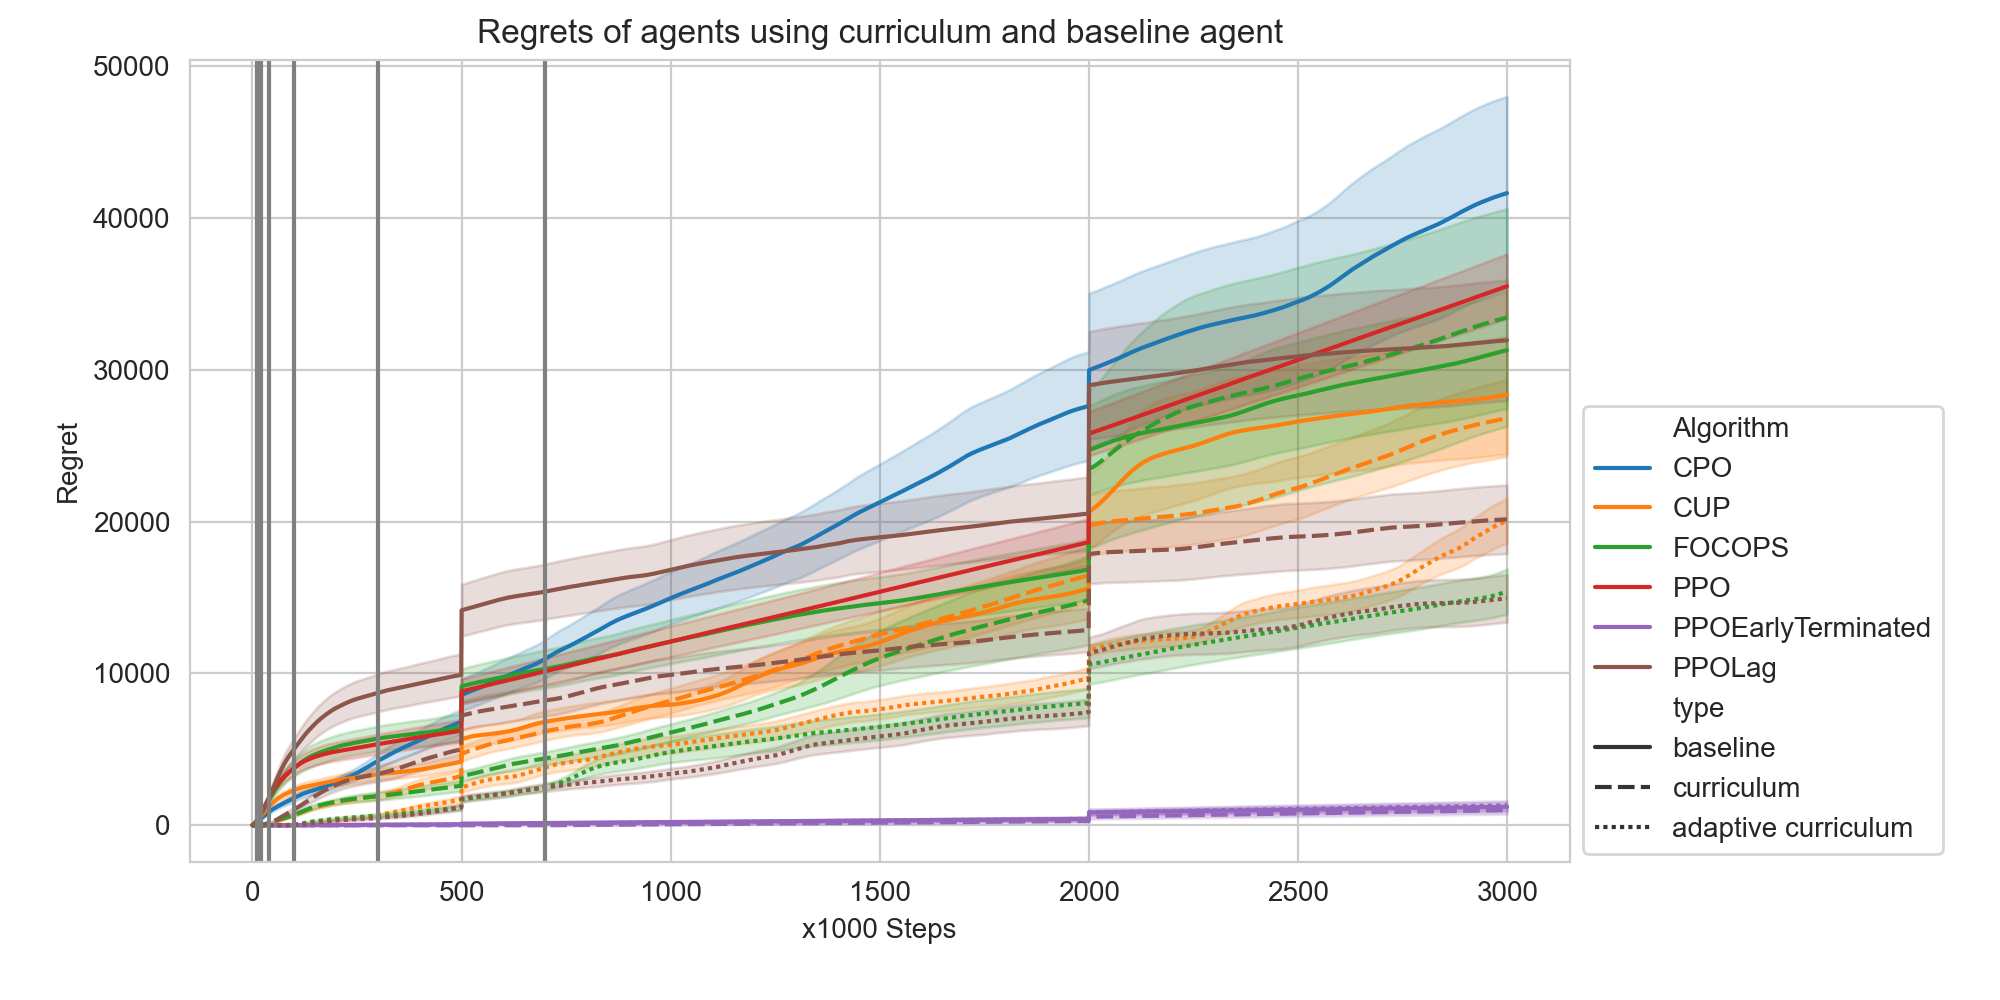 Regrets of agents using curriculum and baseline agent
50000
40000
30000
20000
10000
0
Regret
0 500 1000 1500 2000 2500 3000
x1000 Steps
Algorithm
CPO
CUP
FOCOPS
PPO
PPOEarlyTerminated
PPOLag
type
baseline
curriculum
adaptive curriculum